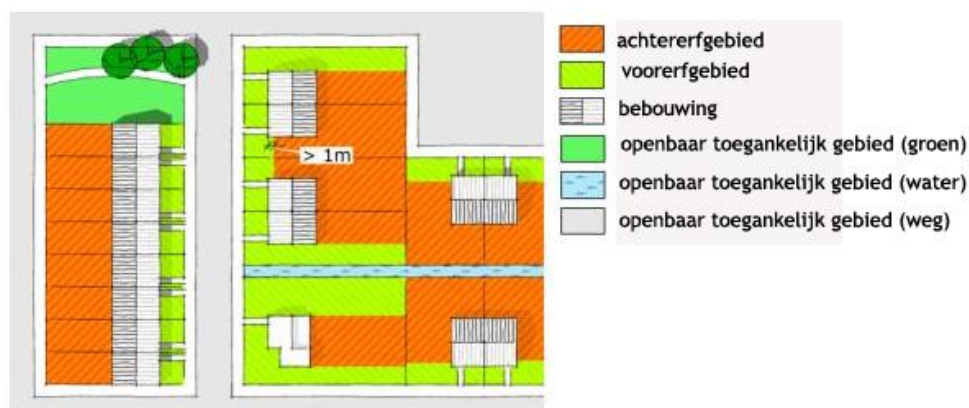 achtererfgebied
voorerfgebied
bebouwing
openbaar toegankelijk gebied (groen)
openbaar toegankelijk gebied (water)
openbaar toegankelijk gebied (weg)
> 1m